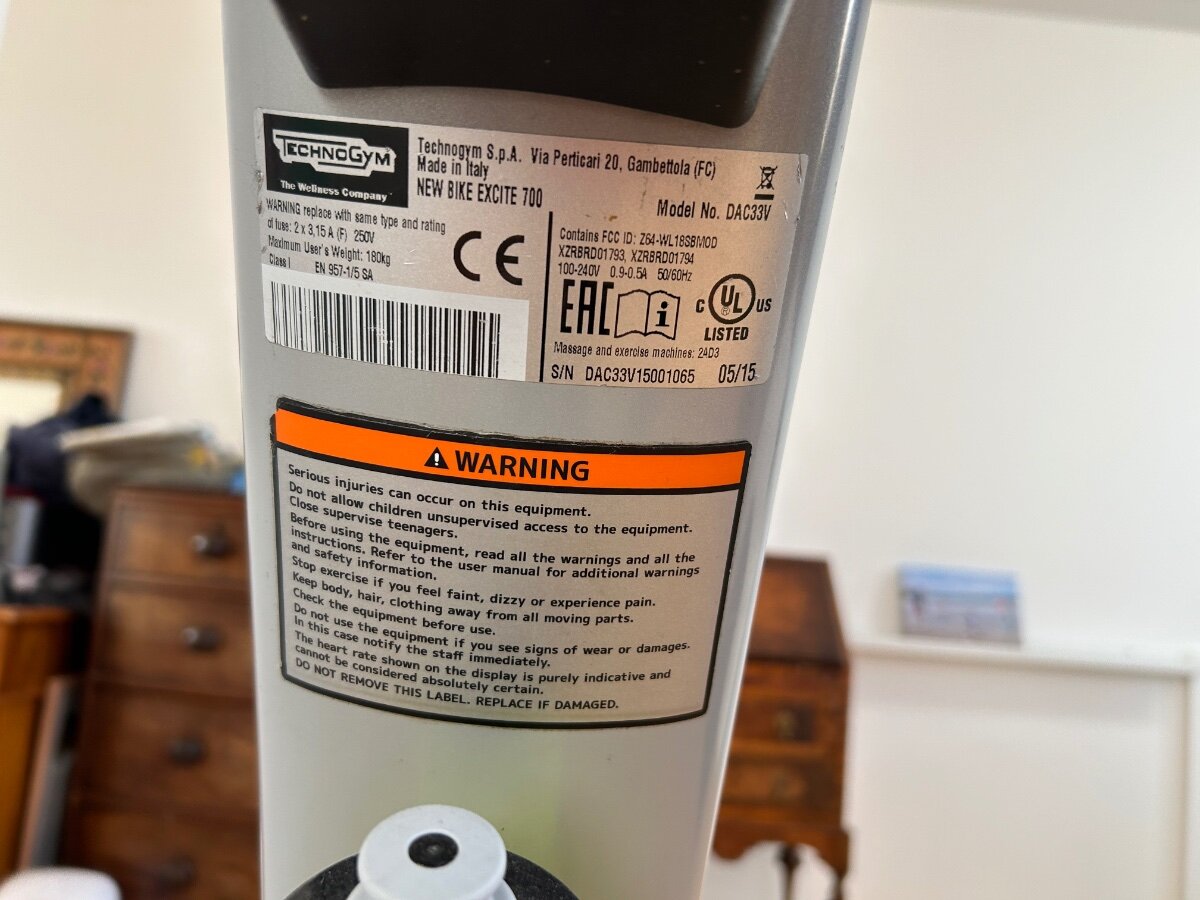 TECHNOGYM
The Wellness Company
Technogym S.p.A. Via Perticari 20, Gambettola (FC)
Made in Italy
NEW BIKE EXCITE 700
Model No. DAC33V
WARNING replace with same type and rating
of fuse: 2 x 3,15 A (F) 250V
Maximum User's Weight: 180kg
Class I EN 957-1/5 SA
CE
Contains FCC ID: Z64-WL18SBMOD
XZRBRD01793, XZRBRD01794
100-240V 0.9-0.5A 50/60Hz
EAC i C UL US
LISTED
Massage and exercise machines: 2AD3
S/N DAC33V15001065 05/15
WARNING
Serious injuries can occur on this equipment.
Do not allow children unsupervised access to the equipment.
Close supervise teenagers.
Before using the equipment, read all the warnings and all the
instructions. Refer to the user manual for additional warnings
and safety information.
Stop exercise if you feel faint, dizzy or experience pain.
Keep body, hair, clothing away from all moving parts.
Check the equipment before use.
Do not use the equipment if you see signs of wear or damages.
In this case notify the staff immediately.
The heart rate shown on the display is purely indicative and
cannot be considered absolutely certain.
DO NOT REMOVE THIS LABEL. REPLACE IF DAMAGED.